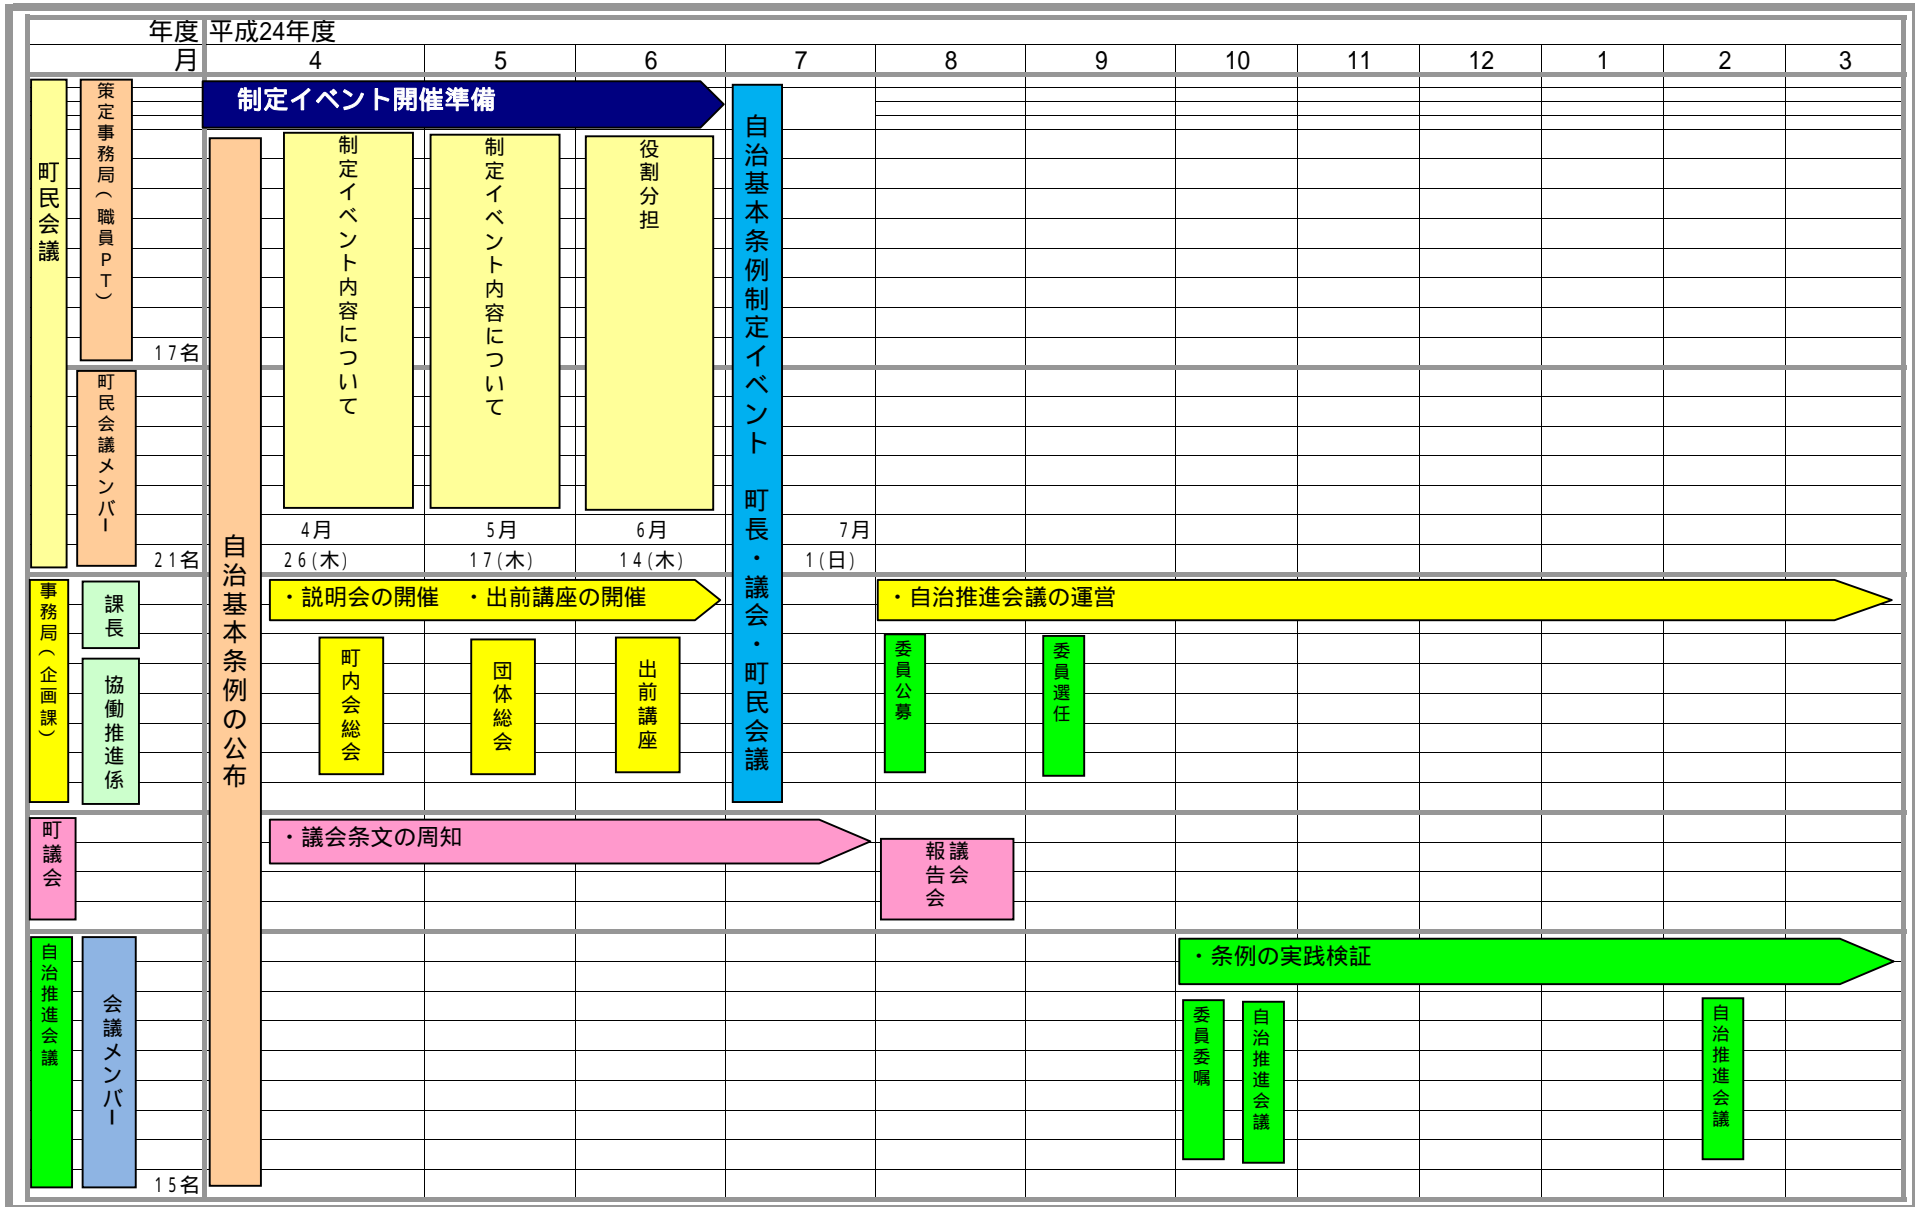 年度
平成24年度
月
4
5
6
7
8
9
10
11
12
1
2
3
町民会議
策定事務局(職員PT)
17名
町民会議メンバー
21名
制定イベント開催準備
自治基本条例の公布
制定イベント内容について
制定イベント内容について
役割分担
自治基本条例制定イベント 町長・議会・町民会議
4月
26(木)
5月
17(木)
6月
14(木)
7月
1(日)
事務局(企画課)
課長
協働推進係
・説明会の開催 ・出前講座の開催
町内会総会
団体総会
出前講座
・自治推進会議の運営
委員公募
委員選任
町議会
・議会条文の周知
議会
報告会
自治推進会議
会議メンバー
15名
・条例の実践検証
委員委嘱
自治推進会議
自治推進会議